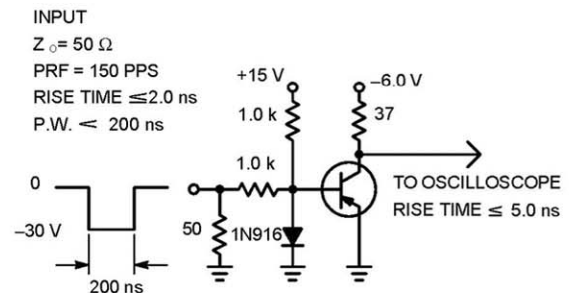 INPUT
Z o = 50 Ω
PRF = 150 PPS
RISE TIME ≤2.0 ns
P.W. < 200 ns
+15 V
–6.0 V
1.0 k
37
1.0 k
0
TO OSCILLOSCOPE
RISE TIME ≤ 5.0 ns
–30 V
50
1N916
200 ns